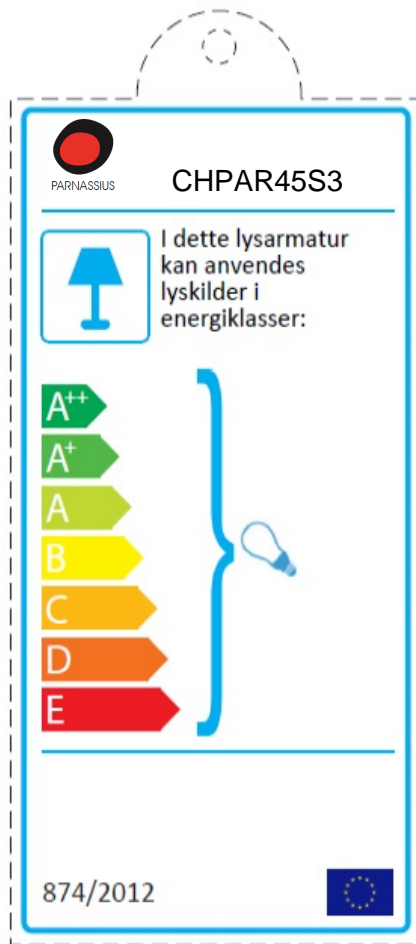 PARNASSIUS
CHPAR45S3
I dette lysarmatur
kan anvendes
lyskilder i
energiklasser:
A++
A+
A
B
C
D
E
874/2012